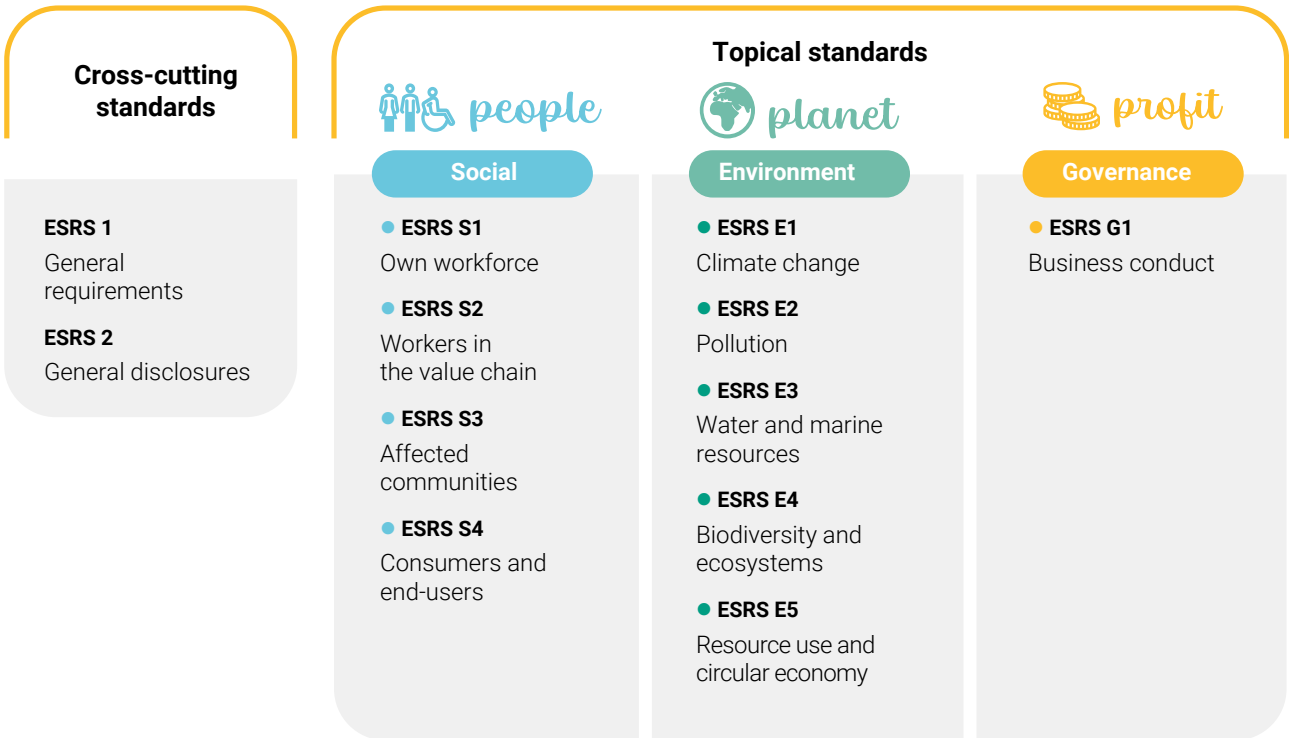 Cross-cutting
standards
ESRS 1
General
requirements
ESRS 2
General disclosures
Topical standards
people
Social
ESRS S1
Own workforce
ESRS S2
Workers in
the value chain
ESRS S3
Affected
communities
ESRS S4
Consumers and
end-users
planet
Environment
ESRS E1
Climate change
ESRS E2
Pollution
ESRS E3
Water and marine
resources
ESRS E4
Biodiversity and
ecosystems
ESRS E5
Resource use and
circular economy
profit
Governance
ESRS G1
Business conduct